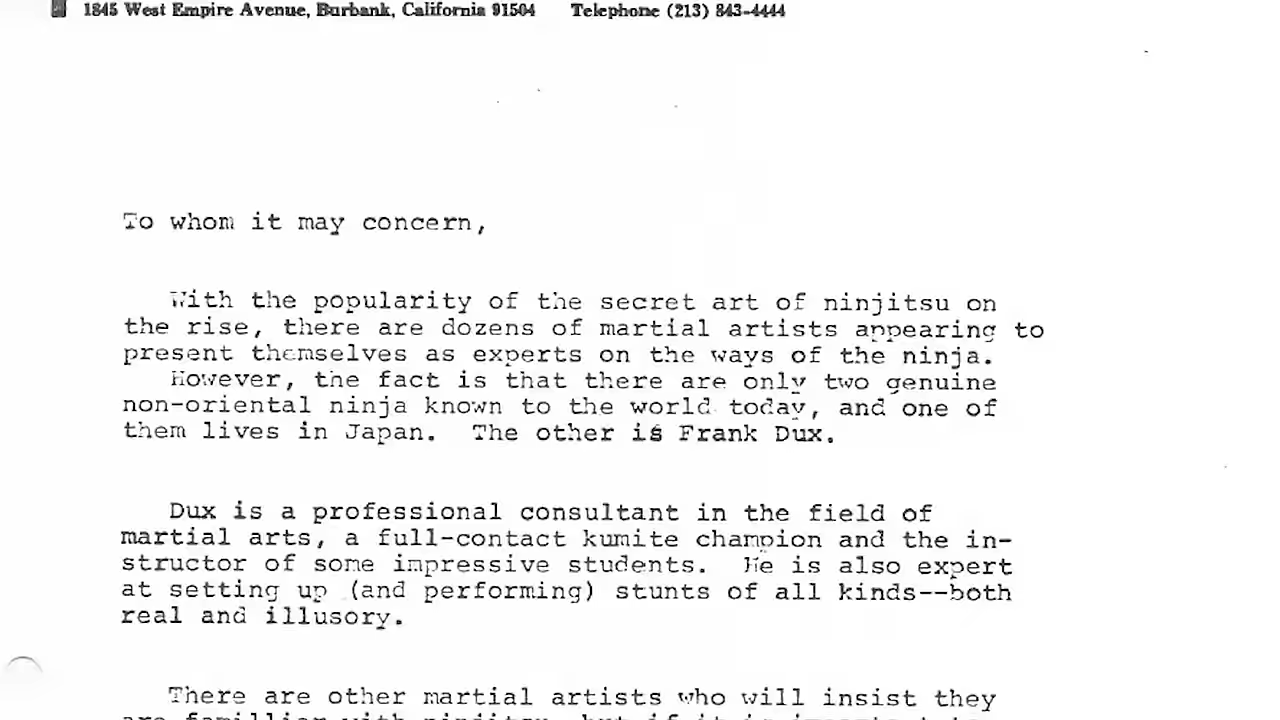 1845 West Empire Avenue, Burbank, California 91504 Telephone (213) 843-4444
To whom it may concern,
With the popularity of the secret art of ninjitsu on
the rise, there are dozens of martial artists appearing to
present themselves as experts on the ways of the ninja.
However, the fact is that there are only two genuine
non-oriental ninja known to the world today, and one of
them lives in Japan. The other is Frank Dux.
Dux is a professional consultant in the field of
martial arts, a full-contact kumite champion and the in-
structor of some impressive students. He is also expert
at setting up (and performing) stunts of all kinds--both
real and illusory.
There are other martial artists who will insist they